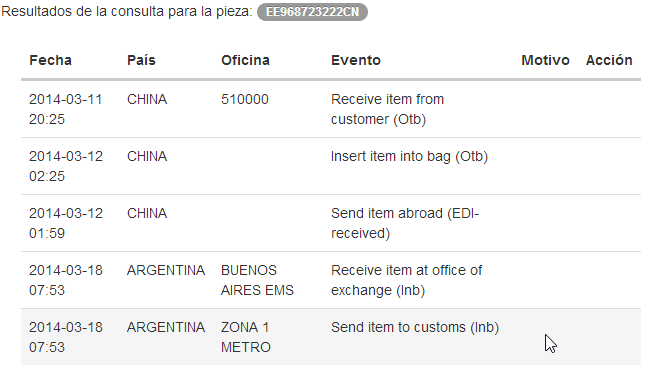 Resultados de la consulta para la pieza: EE968723222CN
Fecha País Oficina Evento Motivo Acción
2014-03-11 CHINA 510000 Receive item from
20:25 customer (Otb)
2014-03-12 CHINA Insert item into bag (Otb)
02:25
2014-03-12 CHINA Send item abroad (EDI-
01:59 received)
2014-03-18 ARGENTINA BUENOS Receive item at office of
07:53 AIRES EMS exchange (Inb)
2014-03-18 ARGENTINA ZONA 1 Send item to customs (Inb)
07:53 METRO